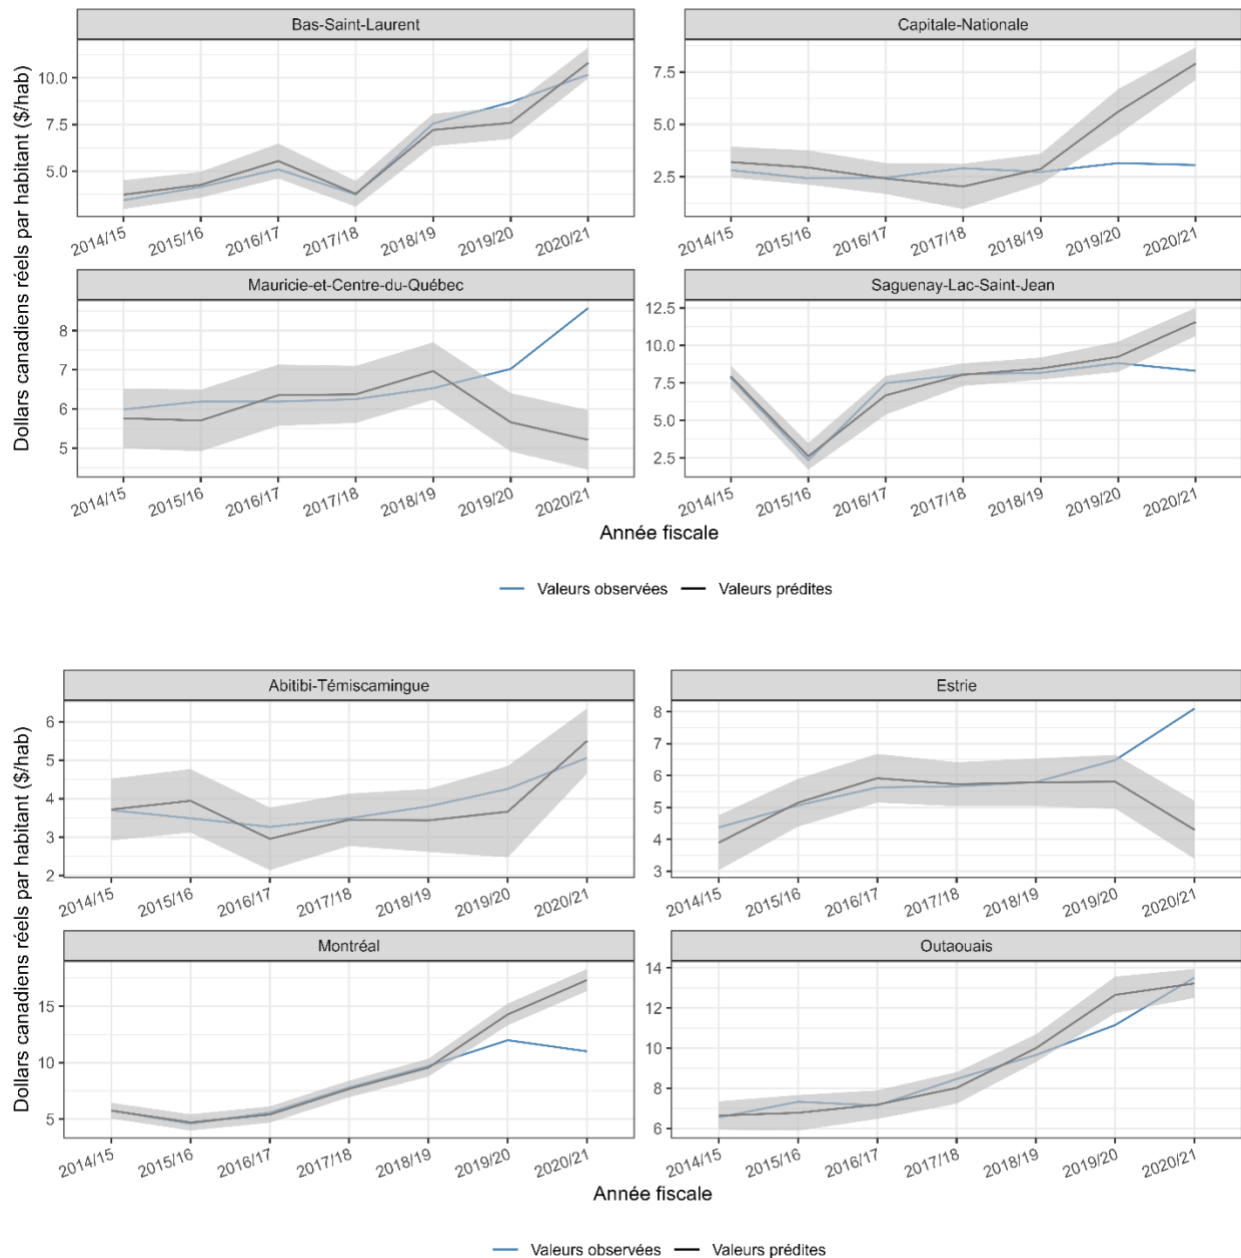 Bas-Saint-Laurent
Capitale-Nationale
Dollars canadiens réels par habitant ($/hab)
10.0
7.5
5.0
2014/15 2015/16 2016/17 2017/18 2018/19 2019/20 2020/21
7.5
5.0
2.5
2014/15 2015/16 2016/17 2017/18 2018/19 2019/20 2020/21
Mauricie-et-Centre-du-Québec
Saguenay-Lac-Saint-Jean
8
7
6
5
2014/15 2015/16 2016/17 2017/18 2018/19 2019/20 2020/21
12.5
10.0
7.5
5.0
2.5
2014/15 2015/16 2016/17 2017/18 2018/19 2019/20 2020/21
Année fiscale
Valeurs observées Valeurs prédites
Abitibi-Témiscamingue
Estrie
Dollars canadiens réels par habitant ($/hab)
6
5
4
3
2
2014/15 2015/16 2016/17 2017/18 2018/19 2019/20 2020/21
8
7
6
5
4
3
2014/15 2015/16 2016/17 2017/18 2018/19 2019/20 2020/21
Montréal
Outaouais
15
10
5
2014/15 2015/16 2016/17 2017/18 2018/19 2019/20 2020/21
14
12
10
8
6
2014/15 2015/16 2016/17 2017/18 2018/19 2019/20 2020/21
Année fiscale
Valeurs observées Valeurs prédites